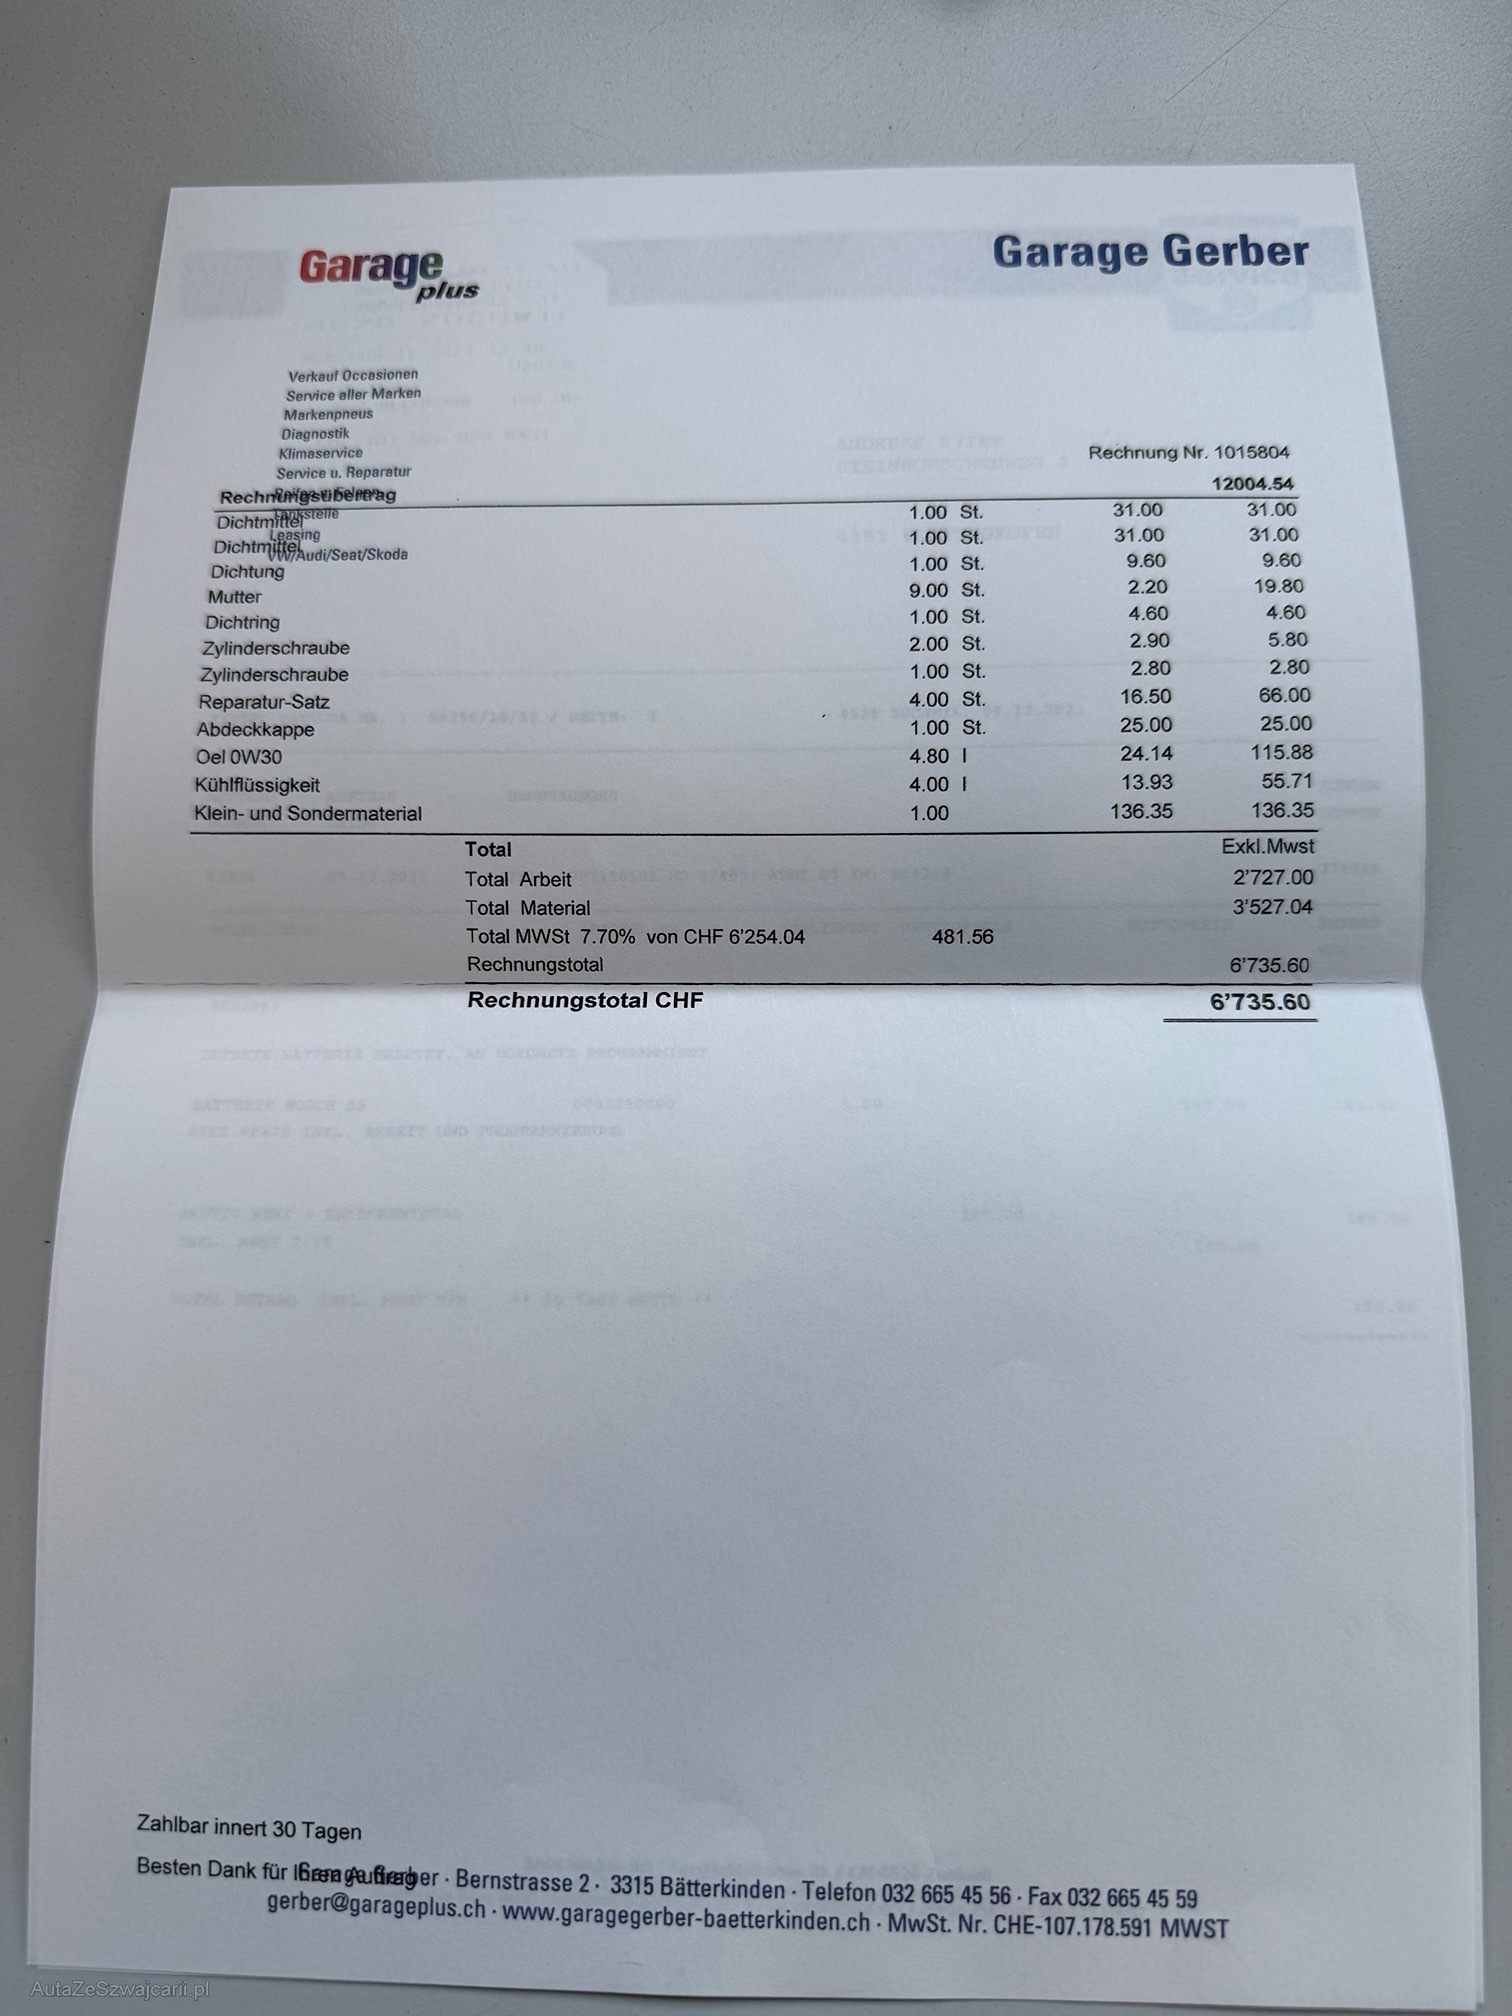 Garage plus
Garage Gerber
Verkauf Occasionen
Service aller Marken
Markenpneus
Diagnostik
Klimaservice
Service u. Reparatur
Reifen u. Felgen
Tankstelle
Leasing
VW/Audi/Seat/Skoda
Rechnung Nr. 1015804
Rechnungsübertrag 12004.54
Dichtmittel 1.00 St. 31.00 31.00
Dichtmittel 1.00 St. 31.00 31.00
Dichtung 1.00 St. 9.60 9.60
Mutter 9.00 St. 2.20 19.80
Dichtring 1.00 St. 4.60 4.60
Zylinderschraube 2.00 St. 2.90 5.80
Zylinderschraube 1.00 St. 2.80 2.80
Reparatur-Satz 4.00 St. 16.50 66.00
Abdeckkappe 1.00 St. 25.00 25.00
Oel 0W30 4.80 l 24.14 115.88
Kühlflüssigkeit 4.00 l 13.93 55.71
Klein- und Sondermaterial 1.00 136.35 136.35
Total Exkl.Mwst
Total Arbeit 2'727.00
Total Material 3'527.04
Total MWSt 7.70% von CHF 6'254.04 481.56
Rechnungstotal 6'735.60
Rechnungstotal CHF 6'735.60
Zahlbar innert 30 Tagen
Besten Dank für Ihren Auftrag
Garage Gerber · Bernstrasse 2 · 3315 Bätterkinden · Telefon 032 665 45 56 · Fax 032 665 45 59
gerber@garageplus.ch · www.garagegerber-baetterkinden.ch · MwSt. Nr. CHE-107.178.591 MWST
AutaZeSzwajcarii.pl